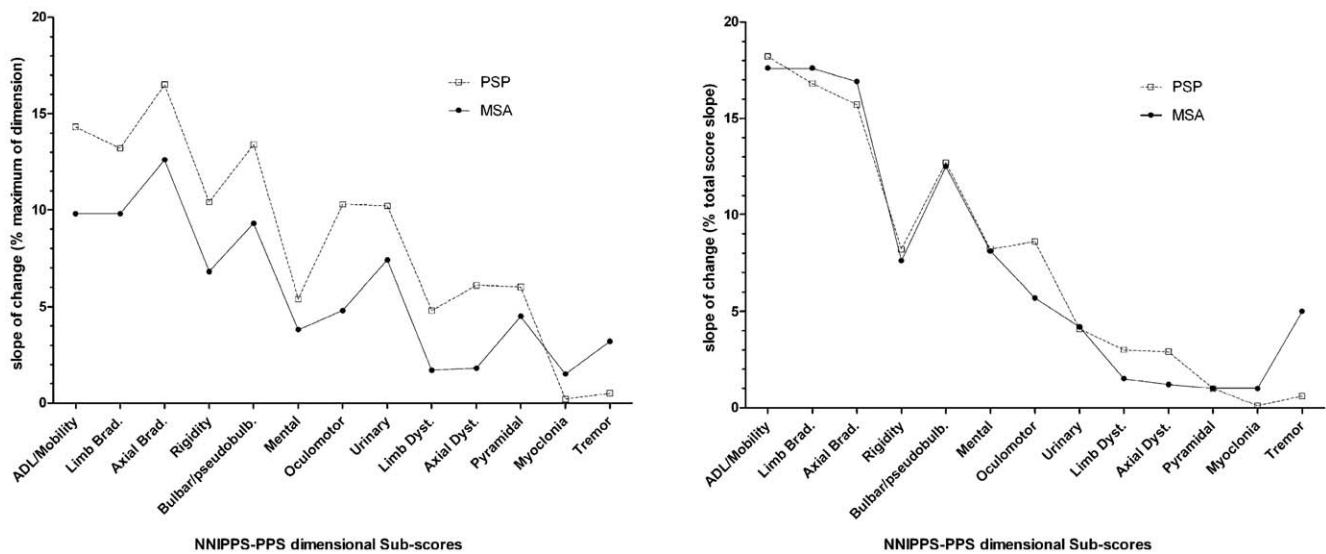 slope of change (% maximum of dimension)
20
15
10
5
0
PSP
MSA
ADL/Mobility
Limb Brad.
Axial Brad.
Rigidity
Bulbar/pseudobulb.
Mental
Oculomotor
Urinary
Limb Dyst.
Axial Dyst.
Pyramidal
Myoclonia
Tremor
NNIPPS-PPS dimensional Sub-scores
slope of change (% total score slope)
20
15
10
5
0
PSP
MSA
ADL/Mobility
Limb Brad.
Axial Brad.
Rigidity
Bulbar/pseudobulb.
Mental
Oculomotor
Urinary
Limb Dyst.
Axial Dyst.
Pyramidal
Myoclonia
Tremor
NNIPPS-PPS dimensional Sub-scores